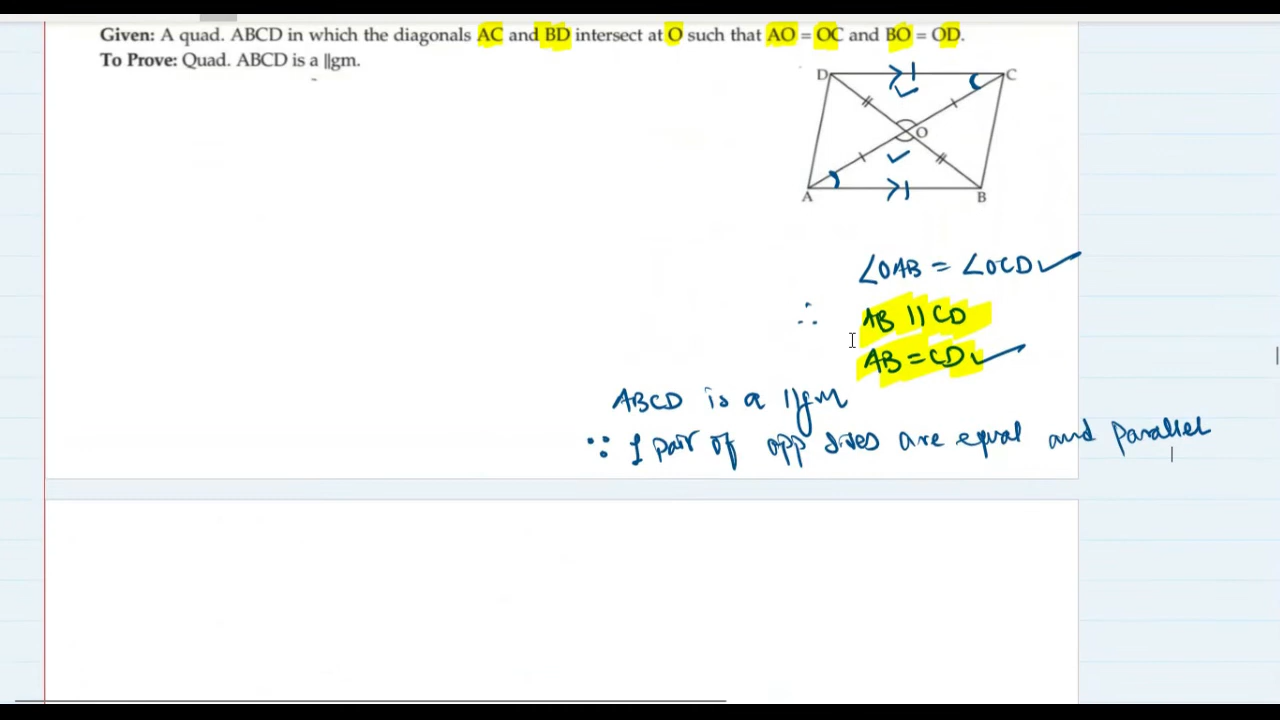 Given: A quad. ABCD in which the diagonals AC and BD intersect at O such that AO = OC and BO = OD.
To Prove: Quad. ABCD is a ||gm.
D C
O
A B
∠OAB = ∠OCD ✓
∴ AB || CD
AB = CD ✓
ABCD is a ||gm
∵ 1 pair of opp sides are equal and parallel